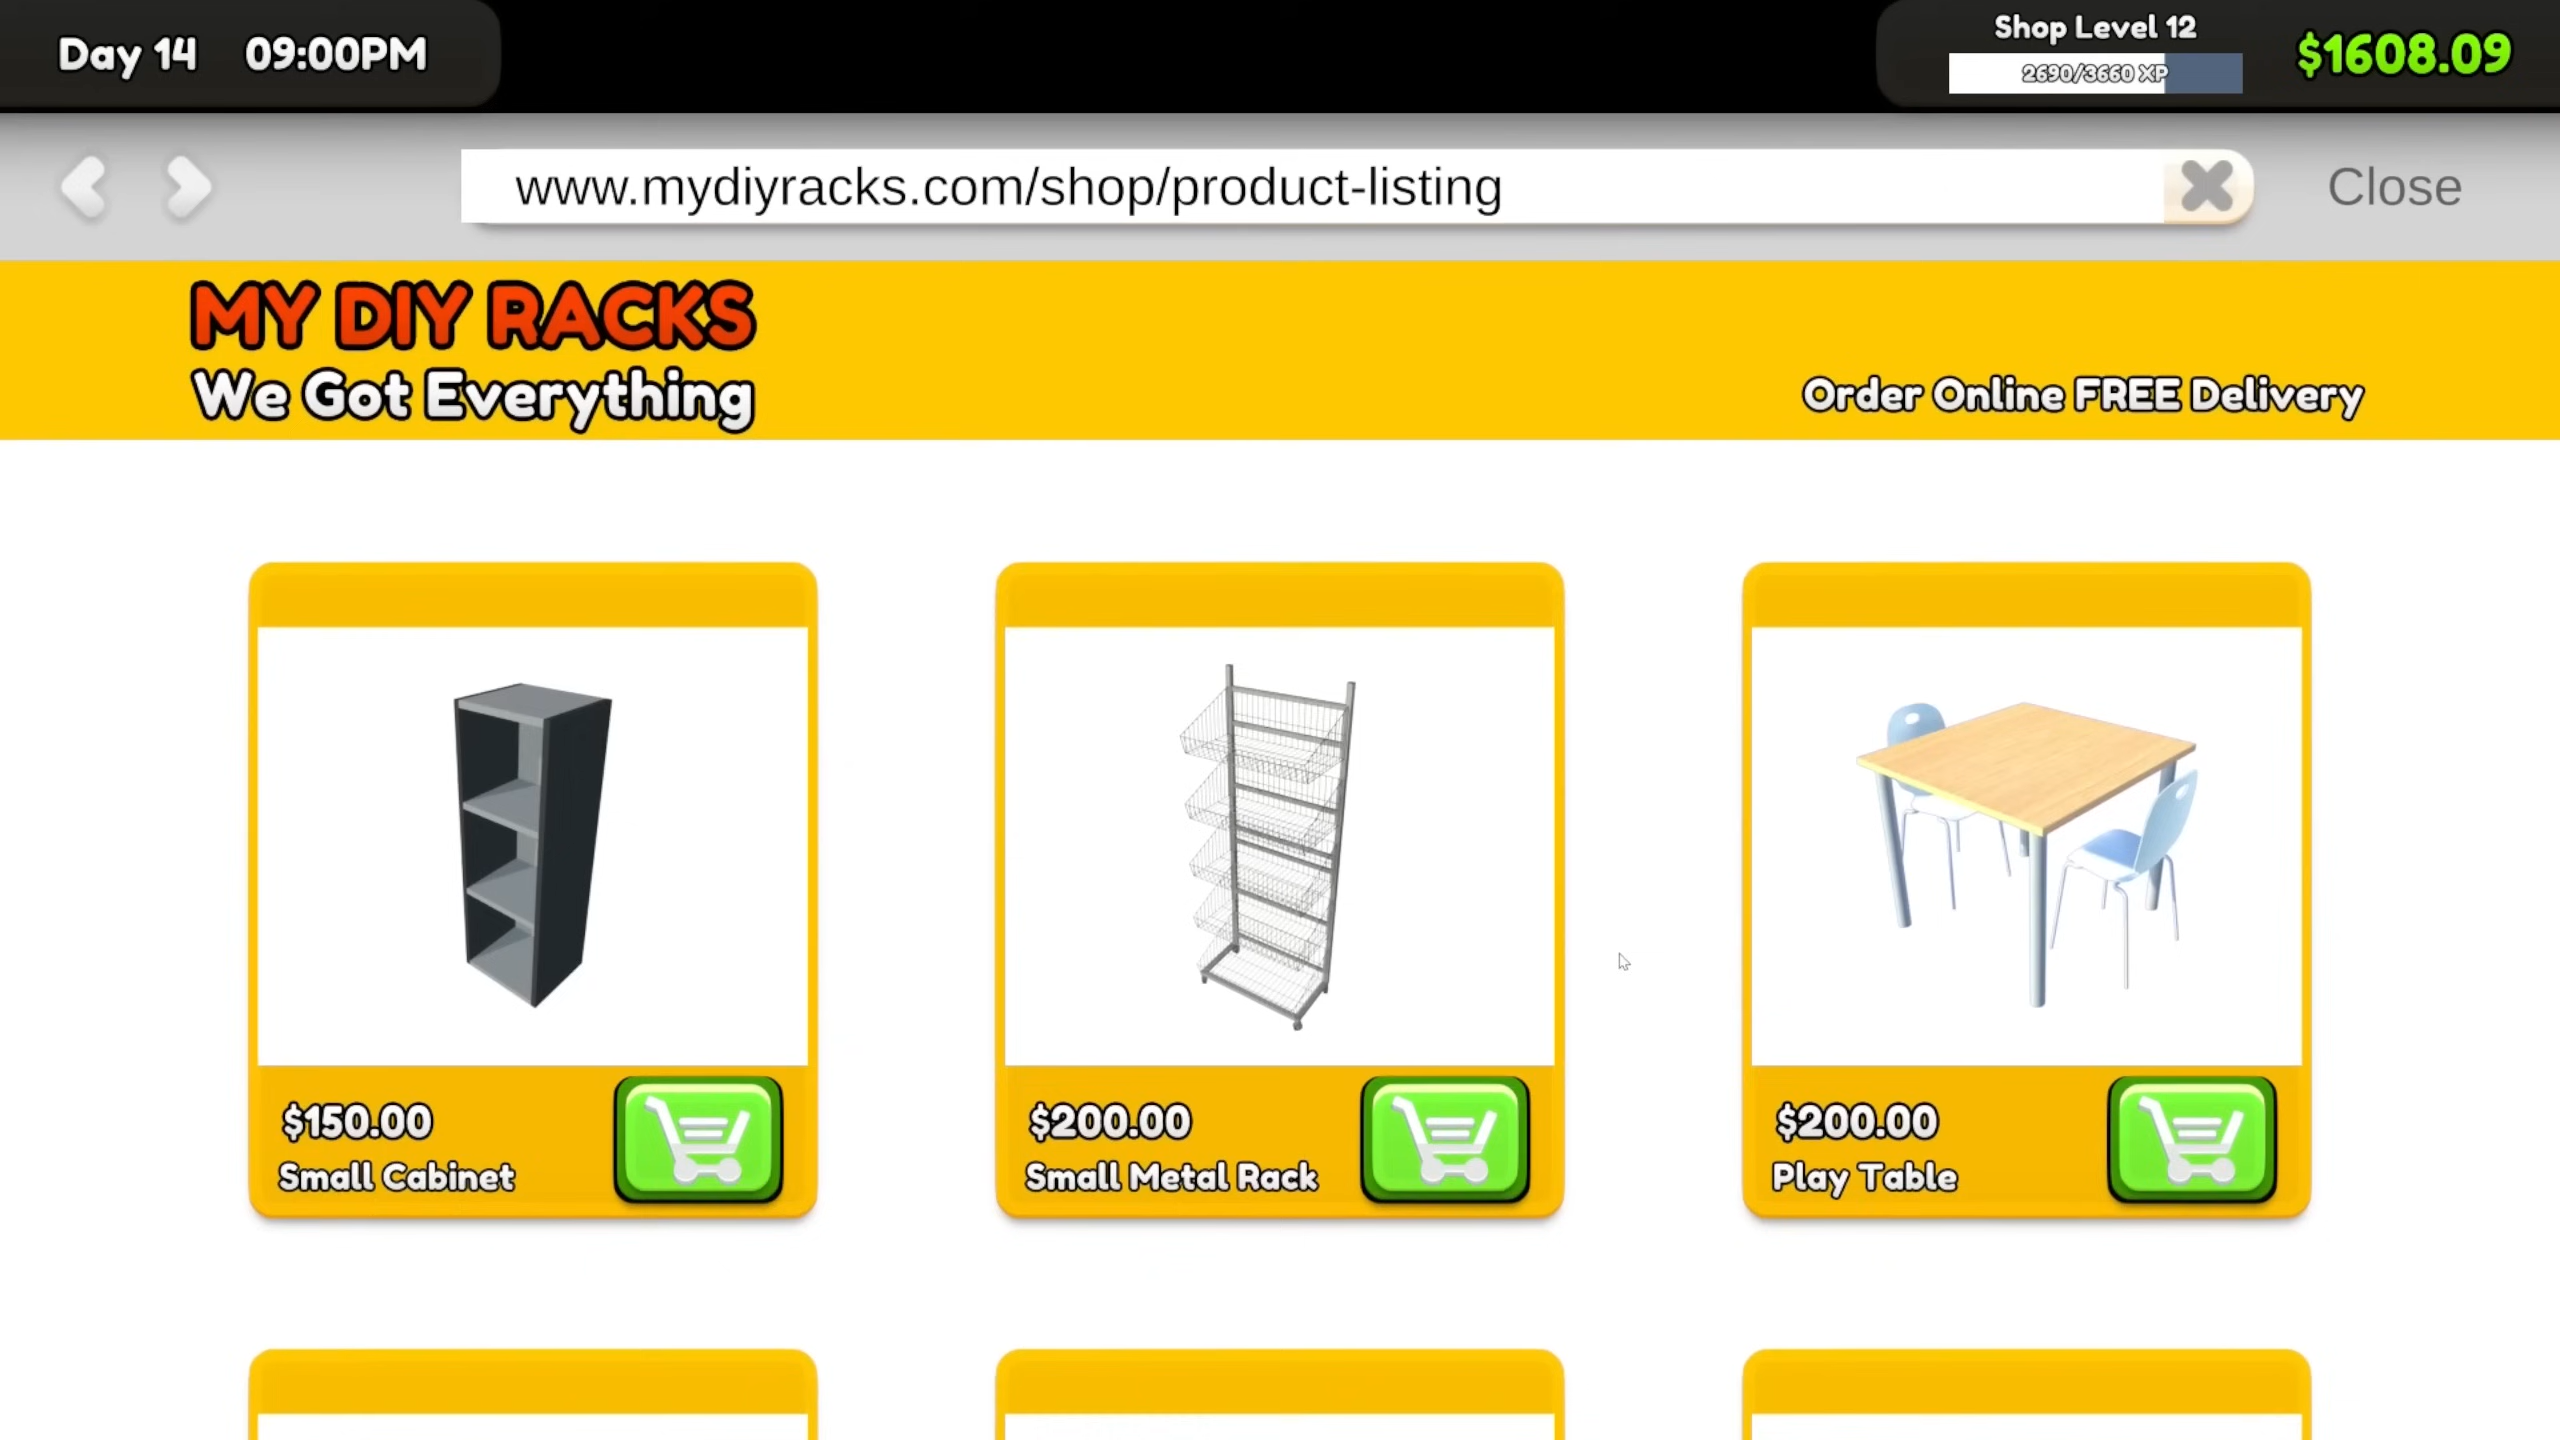 Day 14 09:00PM
Shop Level 12
2690/3660 XP
$1608.09
www.mydiyracks.com/shop/product-listing
Close
MY DIY RACKS
We Got Everything
Order Online FREE Delivery
$150.00
Small Cabinet
$200.00
Small Metal Rack
$200.00
Play Table